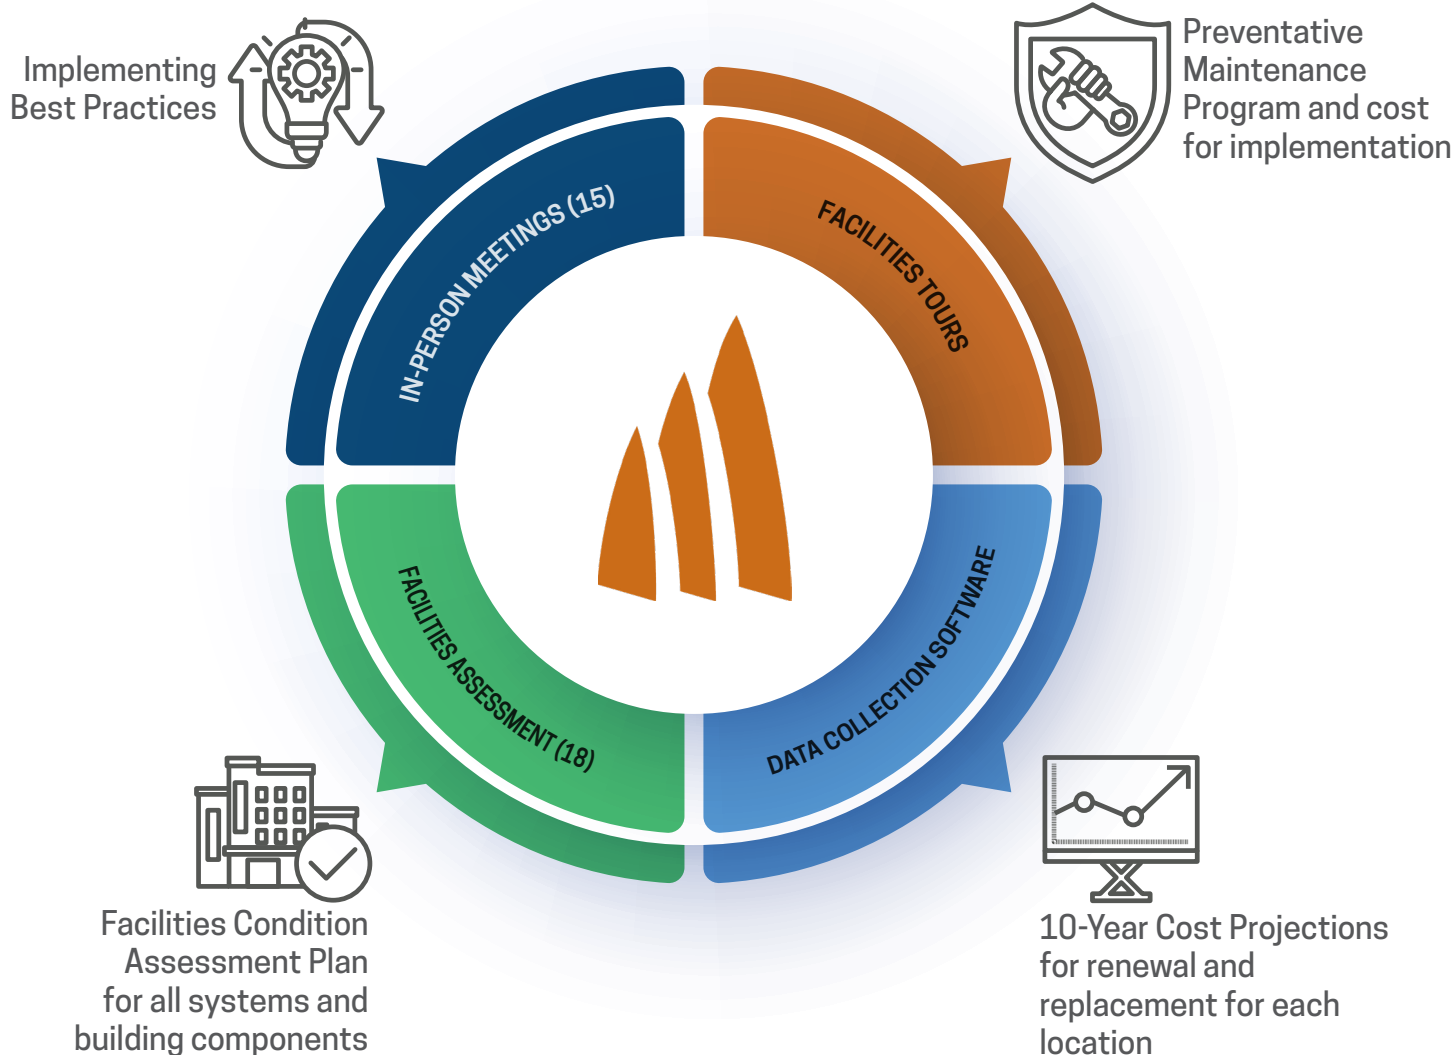 Implementing
Best Practices
Preventative
Maintenance
Program and cost
for implementation
IN-PERSON MEETINGS (15)
FACILITIES TOURS
FACILITIES ASSESSMENT (18)
DATA COLLECTION SOFTWARE
Facilities Condition
Assessment Plan
for all systems and
building components
10-Year Cost Projections
for renewal and
replacement for each
location